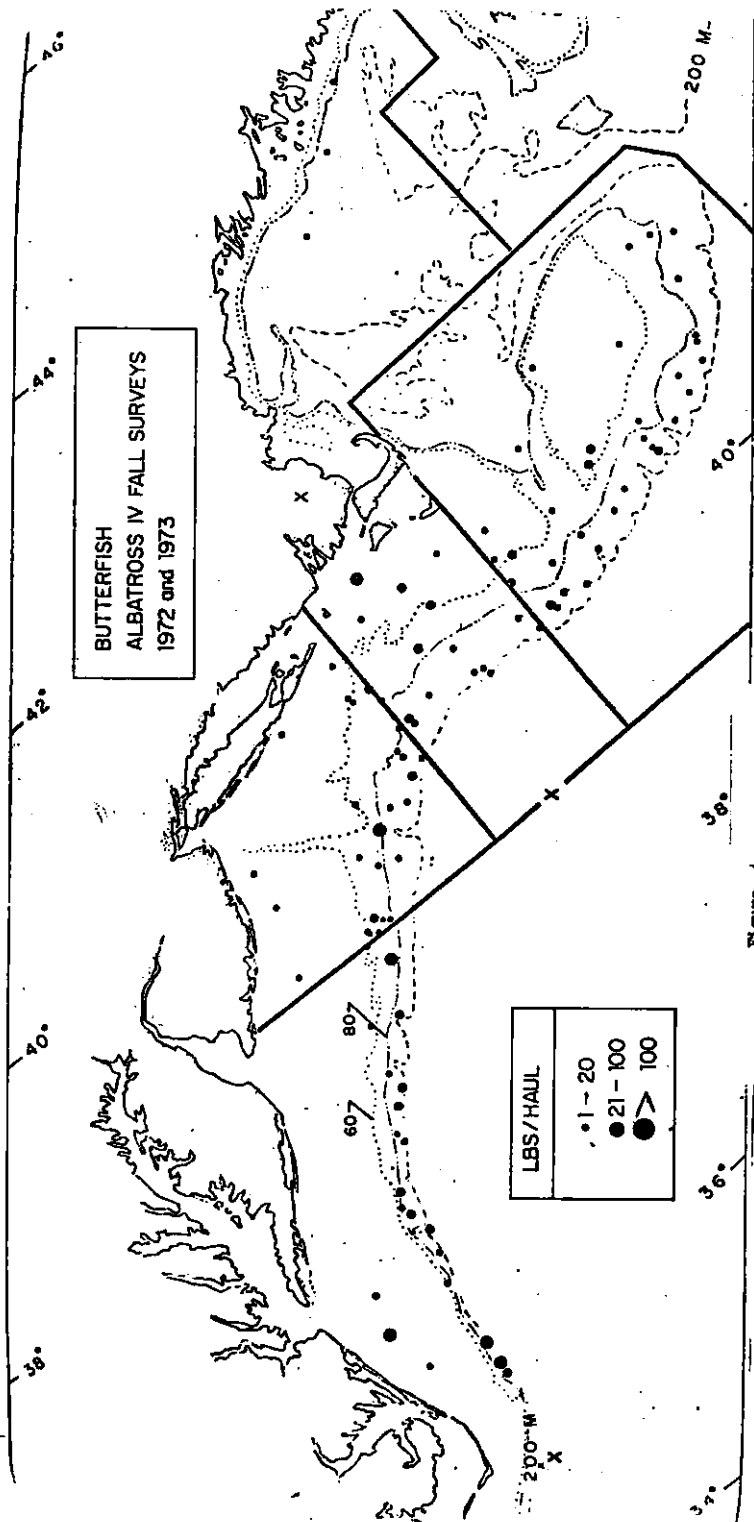 BUTTERFISH
ALBATROSS IV FALL SURVEYS
1972 and 1973
46°
44°
42°
40°
38°
200 M
40°
38°
36°
X
X
60
80
LBS/HAUL
1-20
21-100
> 100
200 M
X